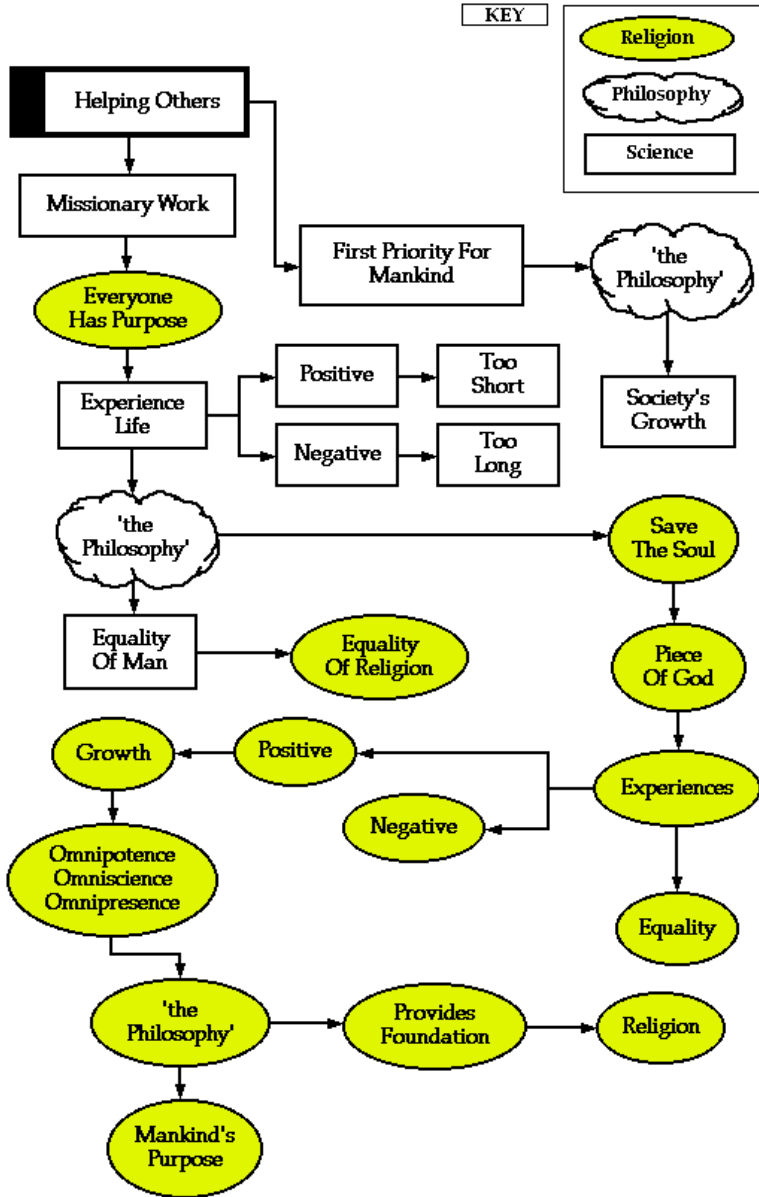 KEY
Religion
Philosophy
Science
Helping Others
Missionary Work
First Priority For
Mankind
'the
Philosophy'
Everyone
Has Purpose
Positive
Too
Short
Experience
Life
Society's
Growth
Negative
Too
Long
'the
Philosophy'
Save
The Soul
Equality
Of Man
Equality
Of Religion
Piece
Of God
Growth
Positive
Experiences
Negative
Omnipotence
Omniscience
Omnipresence
Equality
'the
Philosophy'
Provides
Foundation
Religion
Mankind's
Purpose